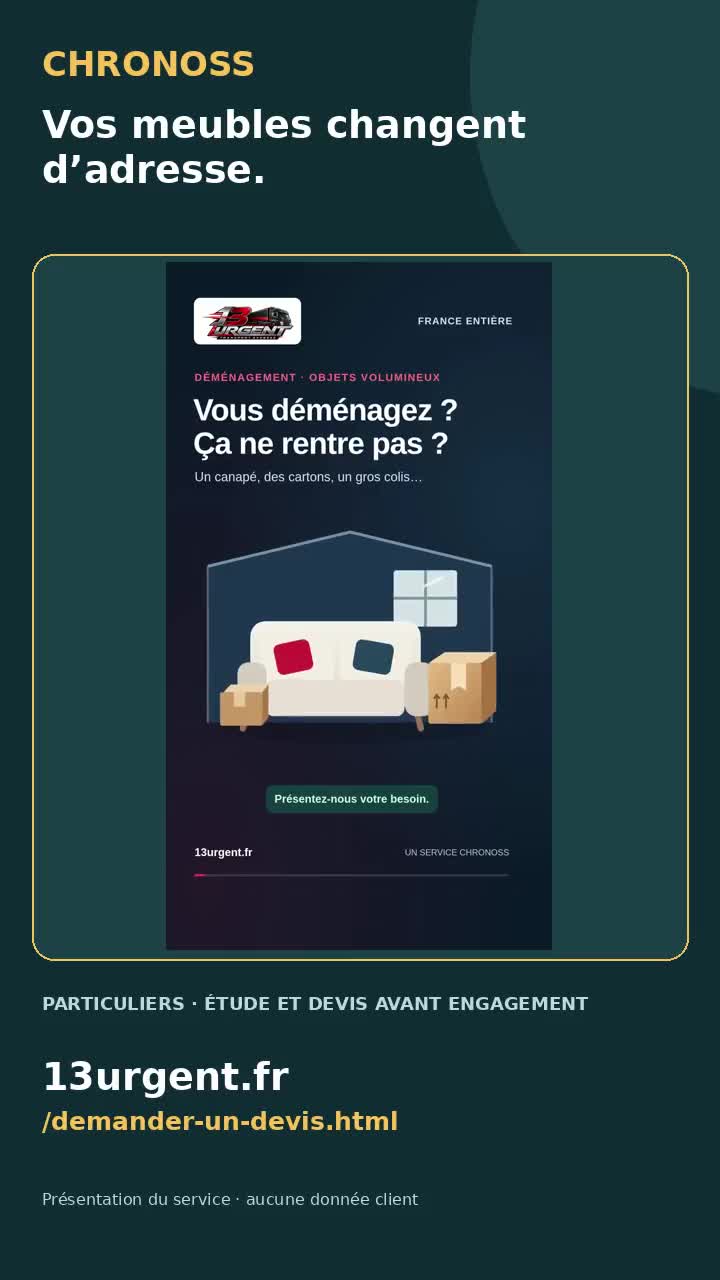 CHRONOSS
Vos meubles changent
d’adresse.
13
URGENT
FRANCE ENTIÈRE
DÉMÉNAGEMENT · OBJETS VOLUMINEUX
Vous déménagez ?
Ça ne rentre pas ?
Un canapé, des cartons, un gros colis…
Présentez-nous votre besoin.
13urgent.fr
UN SERVICE CHRONOSS
PARTICULIERS · ÉTUDE ET DEVIS AVANT ENGAGEMENT
13urgent.fr
/demander-un-devis.html
Présentation du service · aucune donnée client